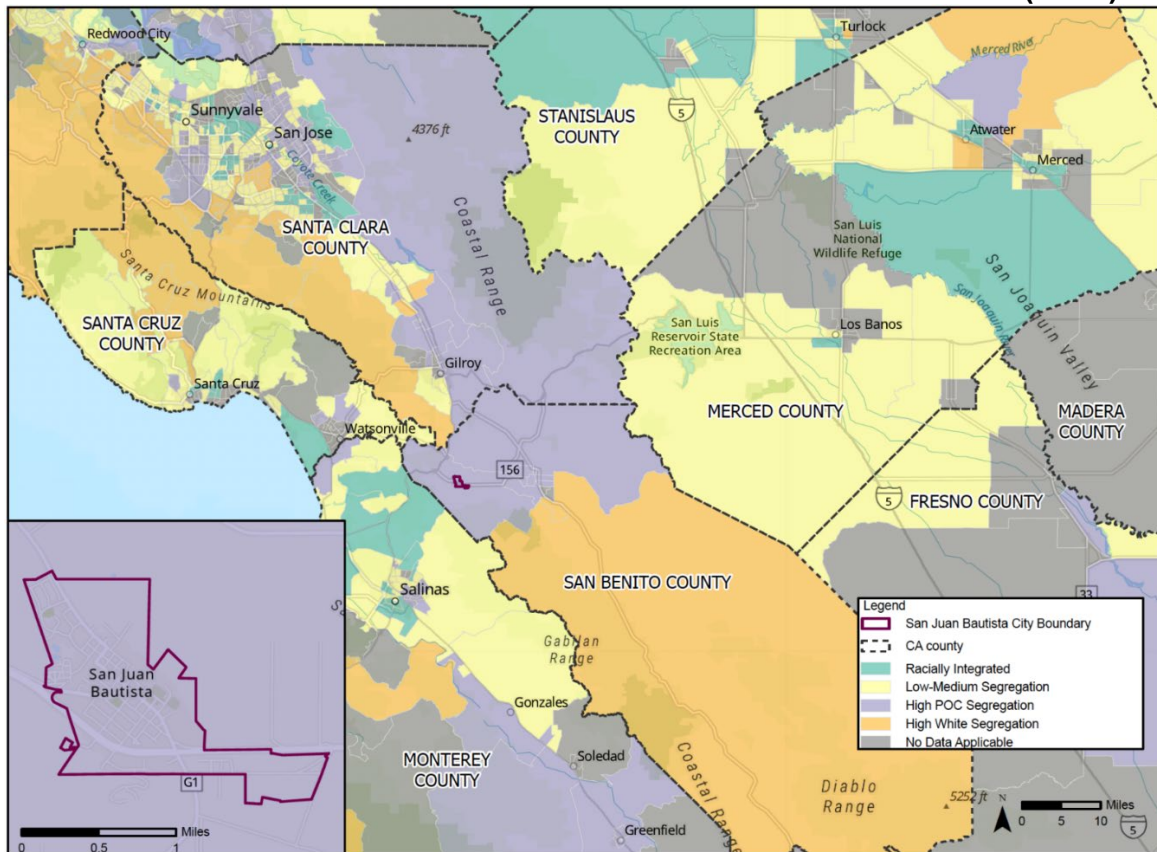 Redwood City
Sunnyvale
San Jose
Coyote Creek
4376 ft
Coastal Range
SANTA CLARA
COUNTY
Santa Cruz Mountains
SANTA CRUZ
COUNTY
Santa Cruz
Watsonville
Gilroy
STANISLAUS
COUNTY
5
Turlock
Merced River
Atwater
Merced
San Luis
National
Wildlife Refuge
San Joaquin Valley
San Luis
Reservoir State
Recreation Area
Los Banos
MERCED COUNTY
MADERA
COUNTY
156
5
FRESNO COUNTY
33
SAN BENITO COUNTY
Salinas
Gabilan
Range
Gonzales
Soledad
MONTEREY
COUNTY
Greenfield
Coastal Range
Diablo
Range
5252 ft
San Juan
Bautista
G1
Miles
0 0.5 1
Legend
San Juan Bautista City Boundary
CA county
Racially Integrated
Low-Medium Segregation
High POC Segregation
High White Segregation
No Data Applicable
N
Miles
0 5 10
5